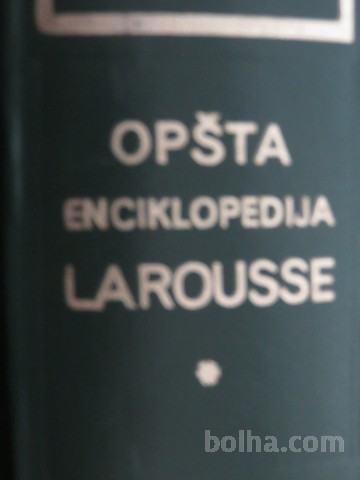 OPŠTA
ENCIKLOPEDIJA
LAROUSSE
*
bolha.com